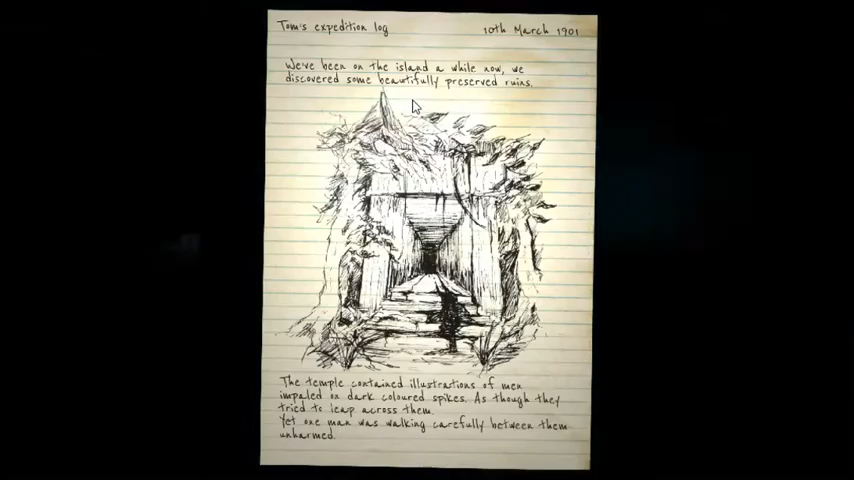 Tom's expedition log
10th March 1901
We've been on the island a while now, we
discovered some beautifully preserved ruins.
The temple contained illustrations of men
impaled on dark coloured spikes. As though they
tried to leap across them.
Yet one man was walking carefully between them
unharmed.